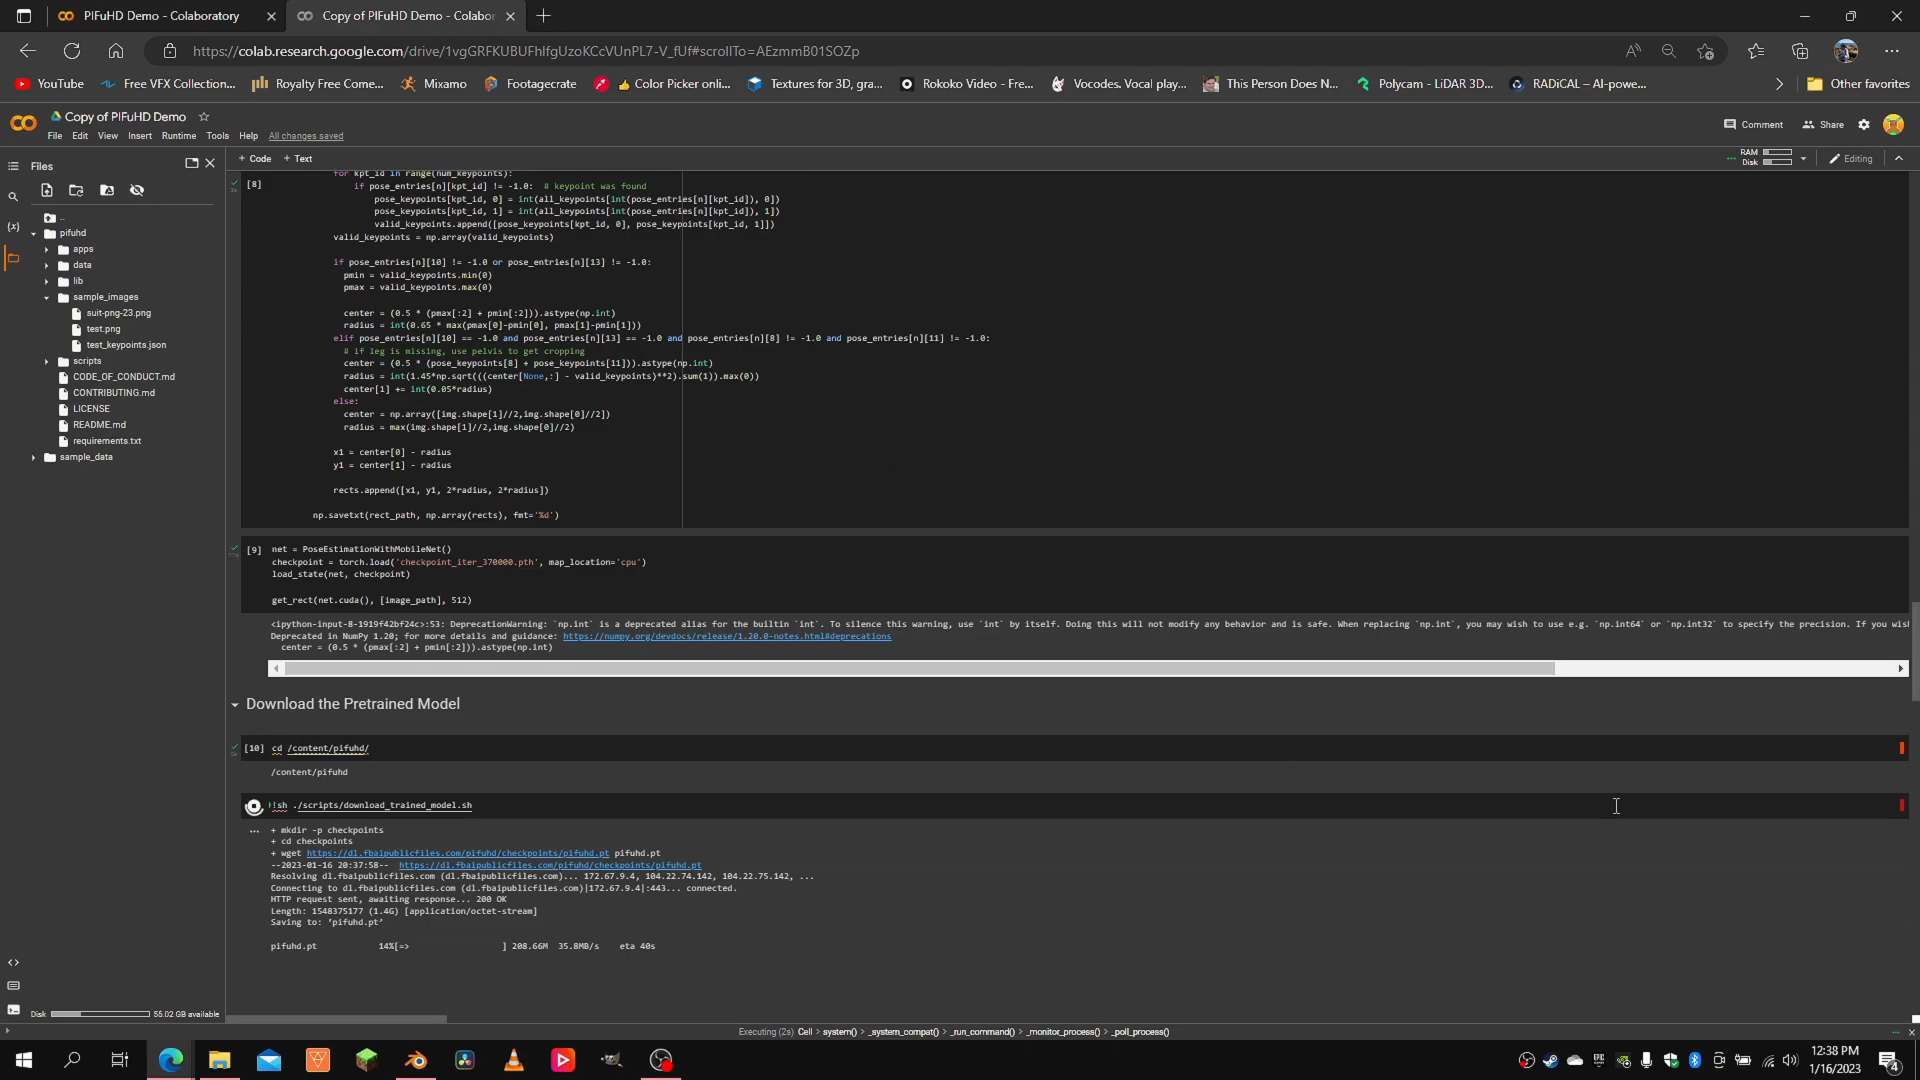 PIFuHD Demo - Colaboratory
Copy of PIFuHD Demo - Colabor
https://colab.research.google.com/drive/1vgGRFKUBUFhIfgUzoKCcVUnPL7-V_fUf#scrollTo=AEzmmB01SOZp
YouTube
Free VFX Collection...
Royalty Free Come...
Mixamo
Footagecrate
👍 Color Picker onli...
Textures for 3D, gra...
Rokoko Video - Fre...
Vocodes. Vocal play...
This Person Does N...
Polycam - LiDAR 3D...
RADiCAL – AI-powe...
Other favorites
Copy of PIFuHD Demo
File Edit View Insert Runtime Tools Help All changes saved
Comment Share
Files
+ Code + Text
RAM
Disk
Editing
..
pifuhd
apps
data
lib
sample_images
suit-png-23.png
test.png
test_keypoints.json
scripts
CODE_OF_CONDUCT.md
CONTRIBUTING.md
LICENSE
README.md
requirements.txt
sample_data
Disk 55.02 GB available
for kpt_id in range(num_keypoints):
[8] if pose_entries[n][kpt_id] != -1.0:  # keypoint was found
pose_keypoints[kpt_id, 0] = int(all_keypoints[int(pose_entries[n][kpt_id]), 0])
pose_keypoints[kpt_id, 1] = int(all_keypoints[int(pose_entries[n][kpt_id]), 1])
valid_keypoints.append([pose_keypoints[kpt_id, 0], pose_keypoints[kpt_id, 1]])
valid_keypoints = np.array(valid_keypoints)
if pose_entries[n][10] != -1.0 or pose_entries[n][13] != -1.0:
pmin = valid_keypoints.min(0)
pmax = valid_keypoints.max(0)
center = (0.5 * (pmax[:2] + pmin[:2])).astype(np.int)
radius = int(0.65 * max(pmax[0]-pmin[0], pmax[1]-pmin[1]))
elif pose_entries[n][10] == -1.0 and pose_entries[n][13] == -1.0 and pose_entries[n][8] != -1.0 and pose_entries[n][11] != -1.0:
# if leg is missing, use pelvis to get cropping
center = (0.5 * (pose_keypoints[8] + pose_keypoints[11])).astype(np.int)
radius = int(1.45*np.sqrt(((center[None,:] - valid_keypoints)**2).sum(1)).max(0))
center[1] += int(0.05*radius)
else:
center = np.array([img.shape[1]//2,img.shape[0]//2])
radius = max(img.shape[1]//2,img.shape[0]//2)
x1 = center[0] - radius
y1 = center[1] - radius
rects.append([x1, y1, 2*radius, 2*radius])
np.savetxt(rect_path, np.array(rects), fmt='%d')
[9] net = PoseEstimationWithMobileNet()
checkpoint = torch.load('checkpoint_iter_370000.pth', map_location='cpu')
load_state(net, checkpoint)
get_rect(net.cuda(), [image_path], 512)
<ipython-input-8-1919f42bf24c>:53: DeprecationWarning: `np.int` is a deprecated alias for the builtin `int`. To silence this warning, use `int` by itself. Doing this will not modify any behavior and is safe. When replacing `np.int`, you may wish to use e.g. `np.int64` or `np.int32` to specify the precision. If you wis
Deprecated in NumPy 1.20; for more details and guidance: https://numpy.org/devdocs/release/1.20.0-notes.html#deprecations
center = (0.5 * (pmax[:2] + pmin[:2])).astype(np.int)
Download the Pretrained Model
[10] cd /content/pifuhd/
/content/pifuhd
!sh ./scripts/download_trained_model.sh
... + mkdir -p checkpoints
+ cd checkpoints
+ wget https://dl.fbaipublicfiles.com/pifuhd/checkpoints/pifuhd.pt pifuhd.pt
--2023-01-16 20:37:58--  https://dl.fbaipublicfiles.com/pifuhd/checkpoints/pifuhd.pt
Resolving dl.fbaipublicfiles.com (dl.fbaipublicfiles.com)... 172.67.9.4, 104.22.74.142, 104.22.75.142, ...
Connecting to dl.fbaipublicfiles.com (dl.fbaipublicfiles.com)|172.67.9.4|:443... connected.
HTTP request sent, awaiting response... 200 OK
Length: 1548375177 (1.4G) [application/octet-stream]
Saving to: ‘pifuhd.pt’
pifuhd.pt 14%[=> ] 208.66M 35.8MB/s eta 40s
Executing (2s) Cell > system() > _system_compat() > _run_command() > _monitor_process() > _poll_process()
12:38 PM
1/16/2023
4